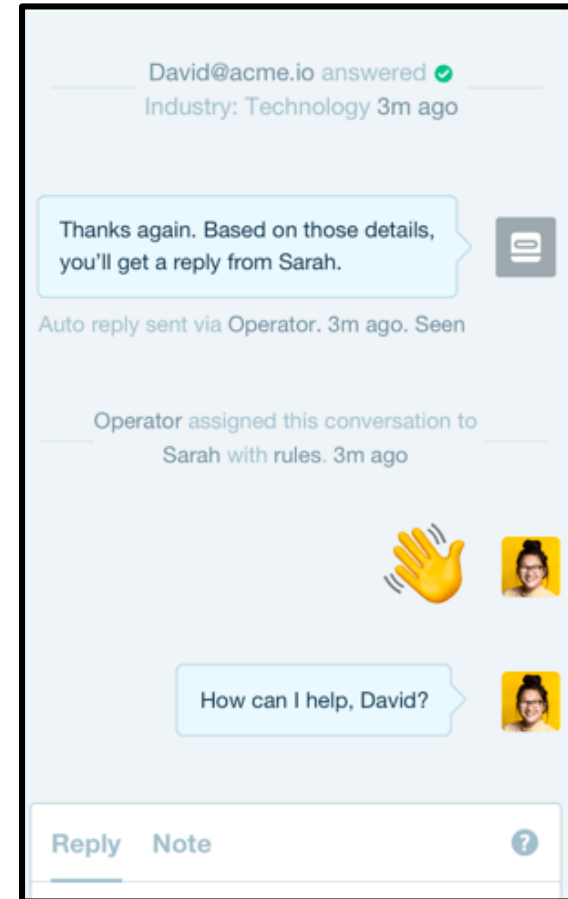 David@acme.io answered
Industry: Technology 3m ago
Thanks again. Based on those details,
you’ll get a reply from Sarah.
Auto reply sent via Operator. 3m ago. Seen
Operator assigned this conversation to
Sarah with rules. 3m ago
How can I help, David?
Reply Note ?